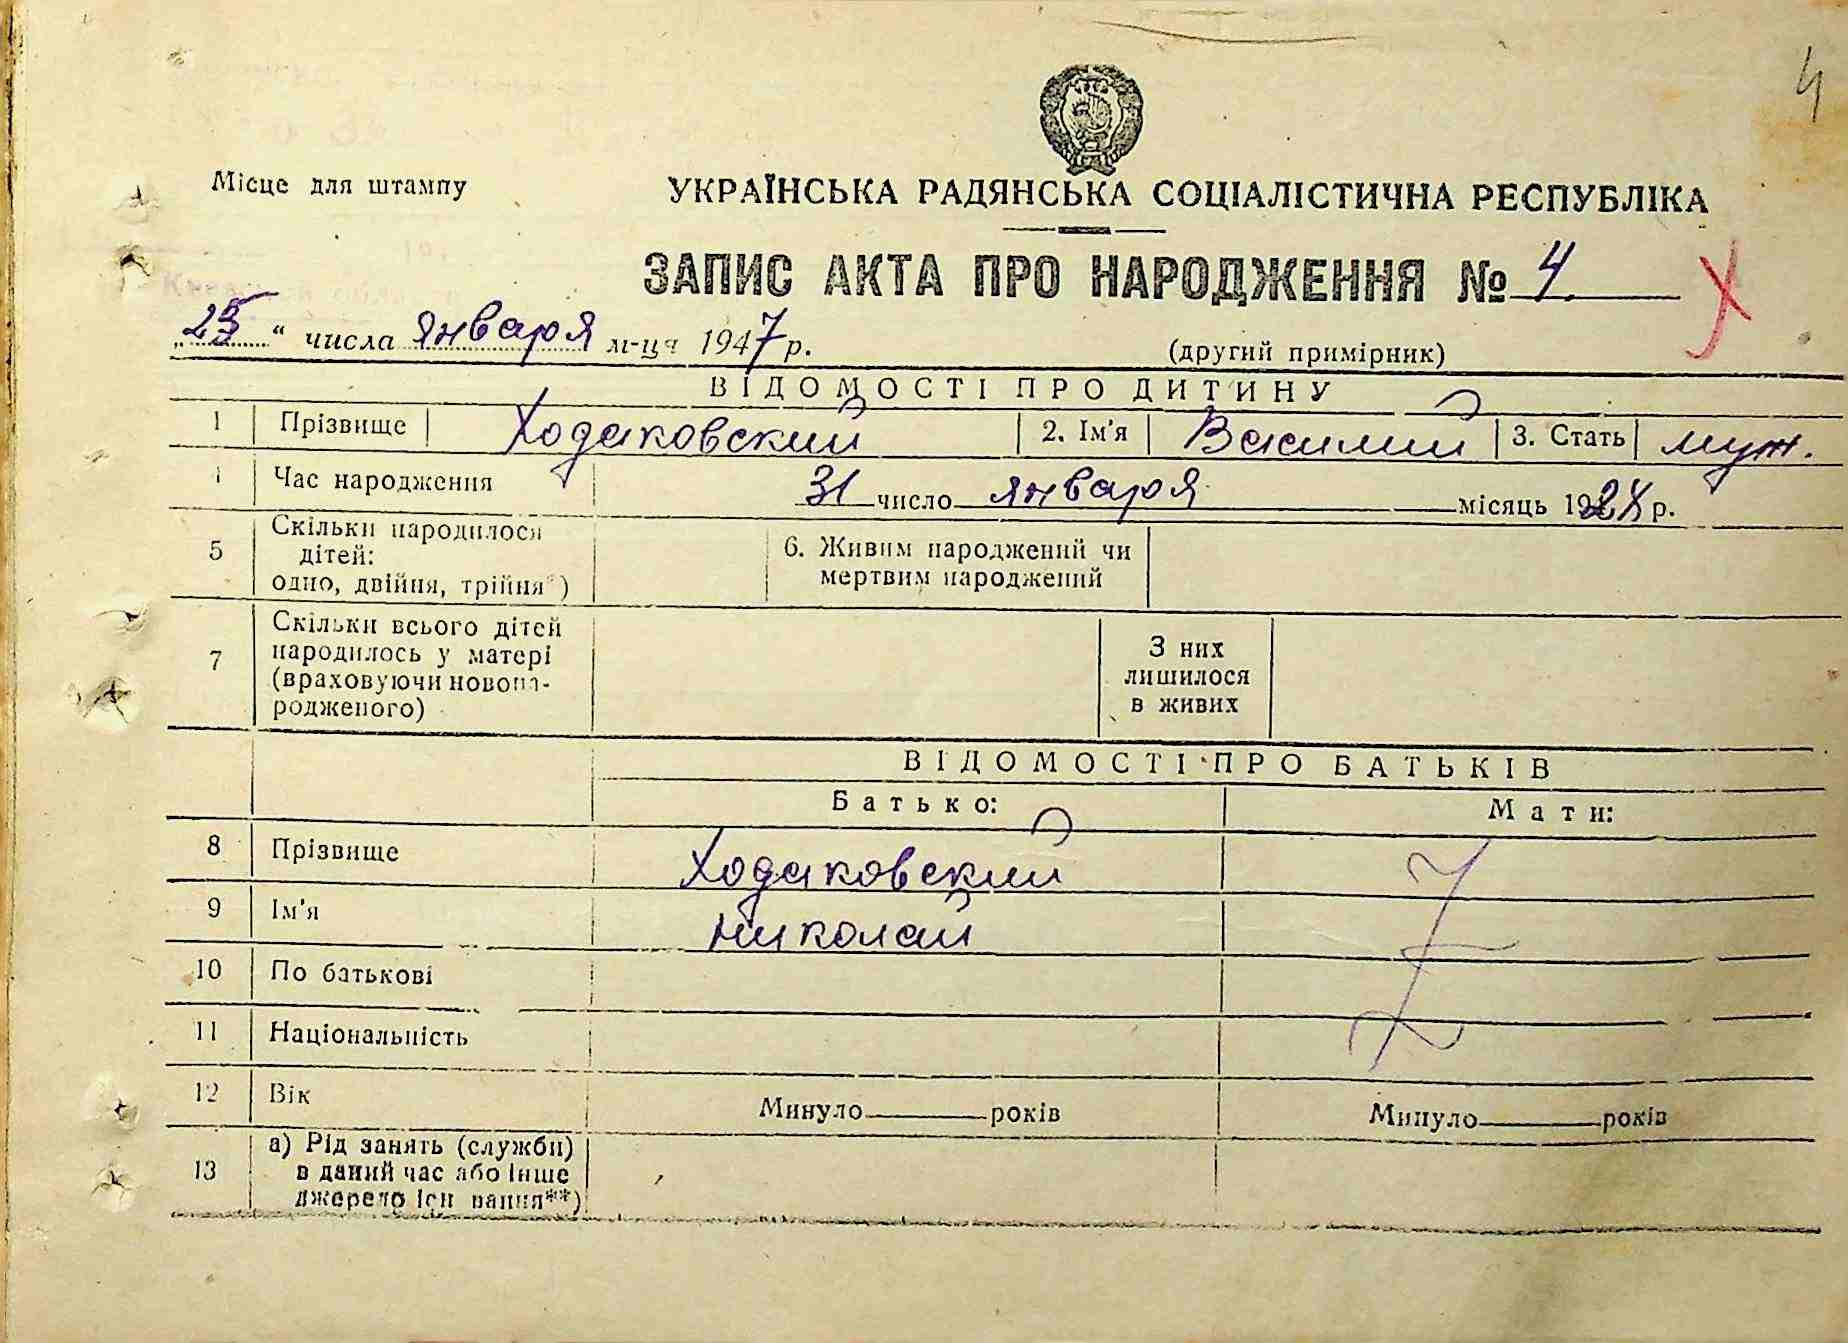 4
Місце для штампу
УКРАЇНСЬКА РАДЯНСЬКА СОЦІАЛІСТИЧНА РЕСПУБЛІКА
ЗАПИС АКТА ПРО НАРОДЖЕННЯ № 4
„25“ числа января м-ця 1947 р.
(другий примірник)
ВІДОМОСТІ ПРО ДИТИНУ
1 Прізвище Ходаковский 2. Ім'я Василий 3. Стать муж.
Час народження 31 число января місяць р.
5 Скільки народилося дітей: одно, двійня, трійня*)
6. Живим народжений чи мертвим народжений
7 Скільки всього дітей народилось у матері (враховуючи новона-родженого)
З них лишилося в живих
ВІДОМОСТІ ПРО БАТЬКІВ
Батько: Мати:
8 Прізвище Ходаковский
9 Ім'я Николай
10 По батькові
11 Національність
12 Вік Минуло років Минуло років
13 а) Рід занять (служби) в даний час або інше джерело існ вання**)